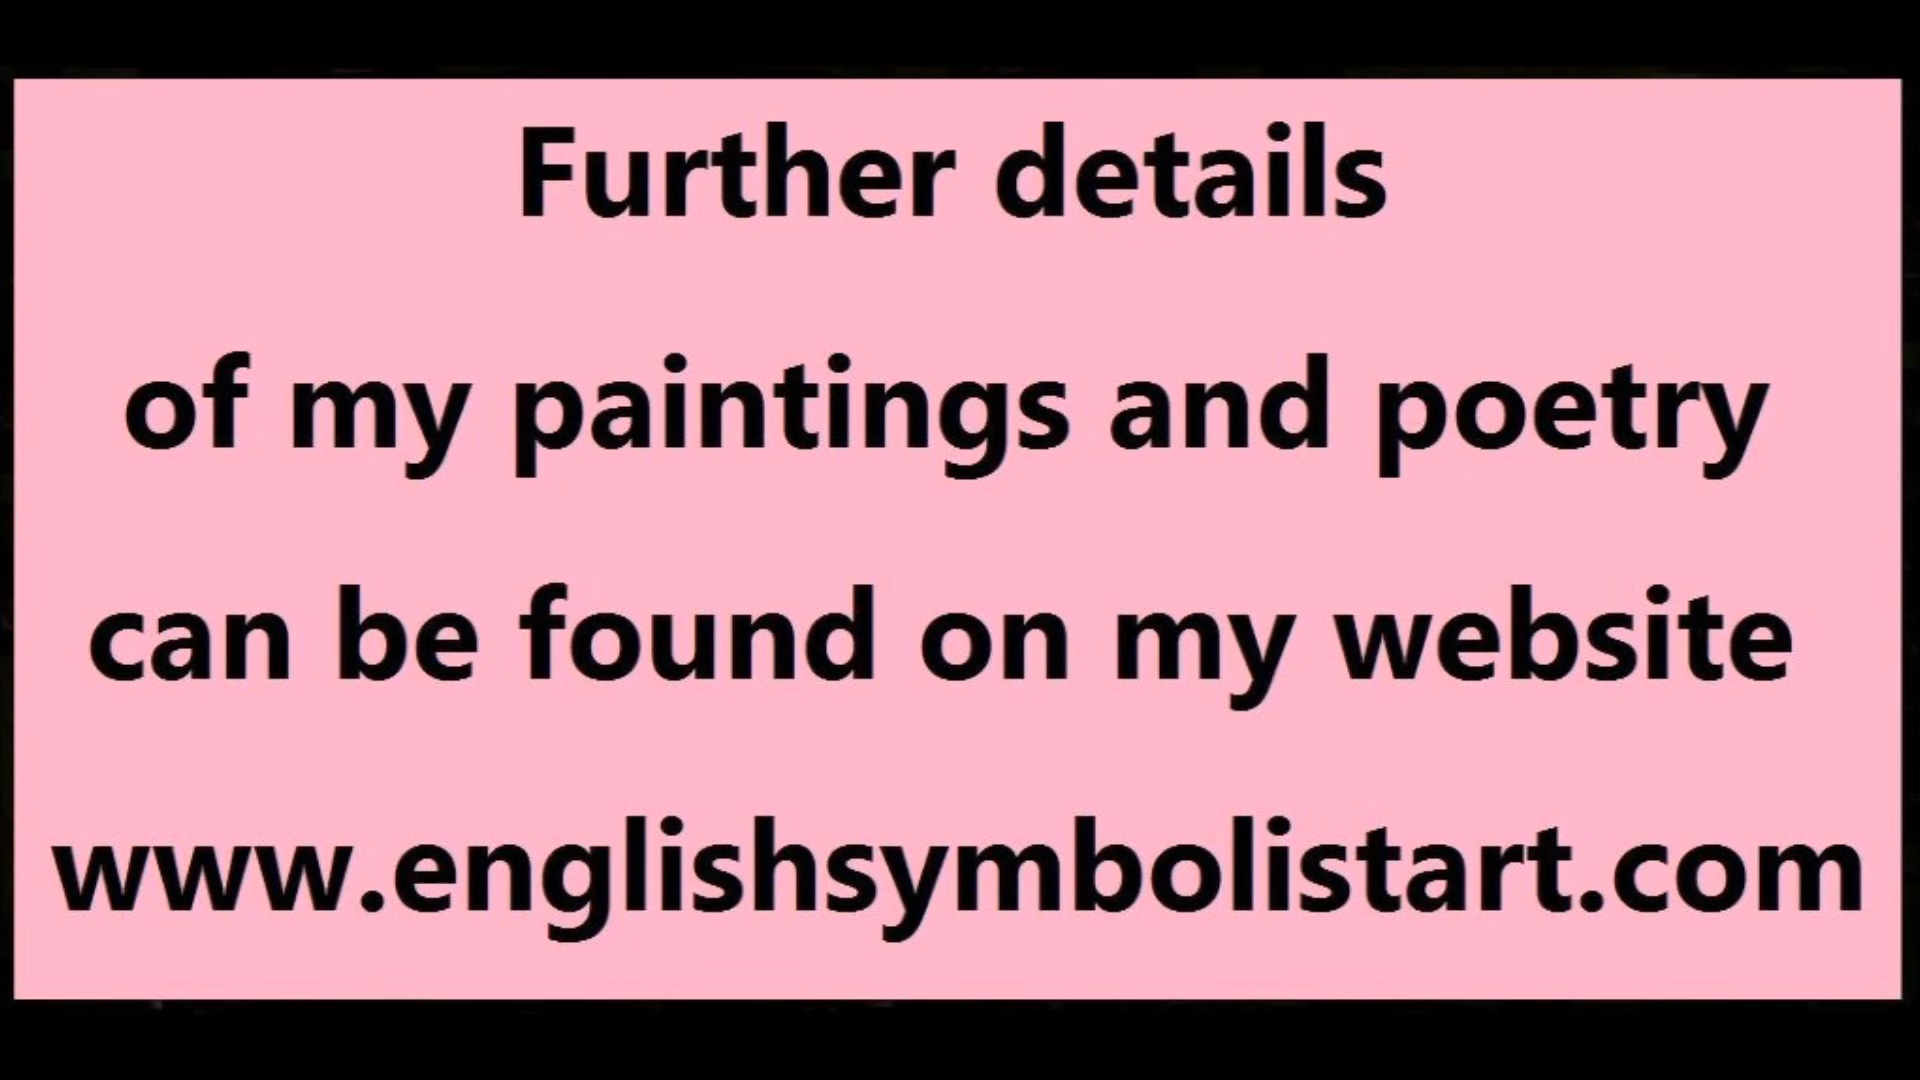 Further details
of my paintings and poetry
can be found on my website
www.englishsymbolistart.com